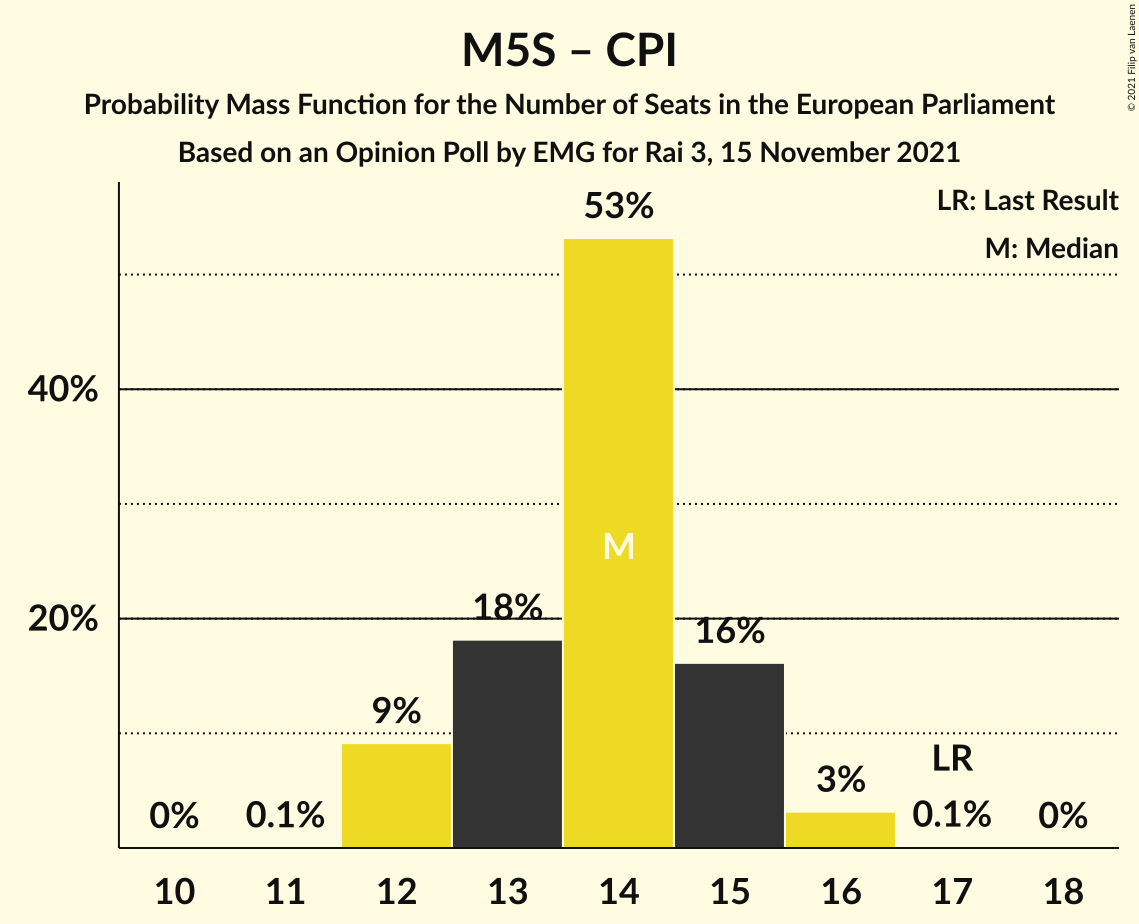 M5S – CPI
Probability Mass Function for the Number of Seats in the European Parliament
Based on an Opinion Poll by EMG for Rai 3, 15 November 2021
© 2021 Filip van Laenen
LR: Last Result
M: Median
53%
40%
M
20%
18%
16%
9%
LR
3%
0%
0.1%
0.1%
0%
10 11 12 13 14 15 16 17 18